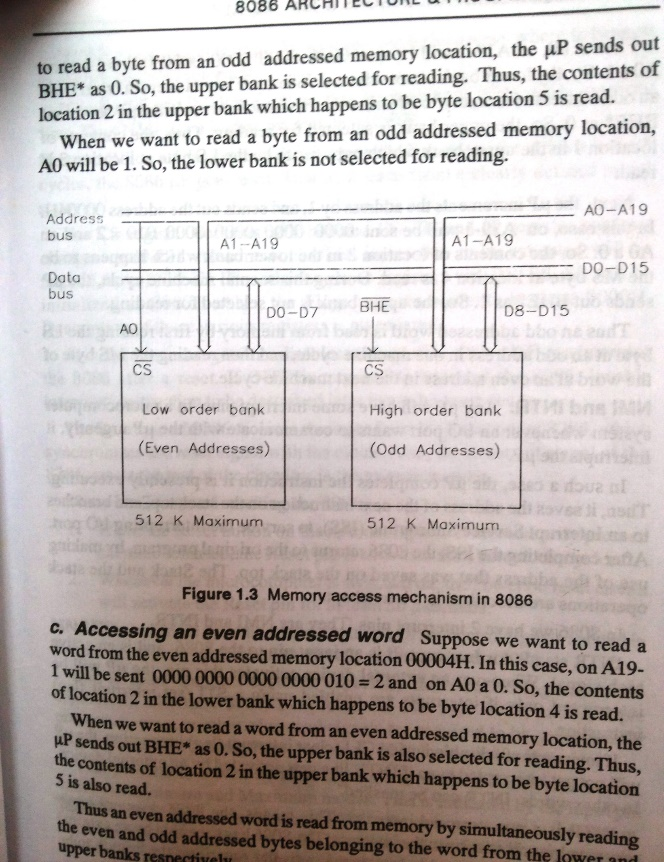 8086 ARCHITECTURE &
to read a byte from an odd addressed memory location, the µP sends out
BHE* as 0. So, the upper bank is selected for reading. Thus, the contents of
location 2 in the upper bank which happens to be byte location 5 is read.
When we want to read a byte from an odd addressed memory location,
A0 will be 1. So, the lower bank is not selected for reading.
Address bus
A0-A19
A1-A19
A1-A19
Data bus
D0-D15
D0-D7
BHE
D8-D15
A0
CS
CS
Low order bank
High order bank
(Even Addresses)
(Odd Addresses)
512 K Maximum
512 K Maximum
Figure 1.3 Memory access mechanism in 8086
c. Accessing an even addressed word Suppose we want to read a
word from the even addressed memory location 00004H. In this case, on A19-
1 will be sent 0000 0000 0000 0000 010 = 2 and on A0 a 0. So, the contents
of location 2 in the lower bank which happens to be byte location 4 is read.
When we want to read a word from an even addressed memory location, the
µP sends out BHE* as 0. So, the upper bank is also selected for reading. Thus,
the contents of location 2 in the upper bank which happens to be byte location
5 is also read.
Thus an even addressed word is read from memory by simultaneously reading
the even and odd addressed bytes belonging to the word from the lower and
upper banks respectively.